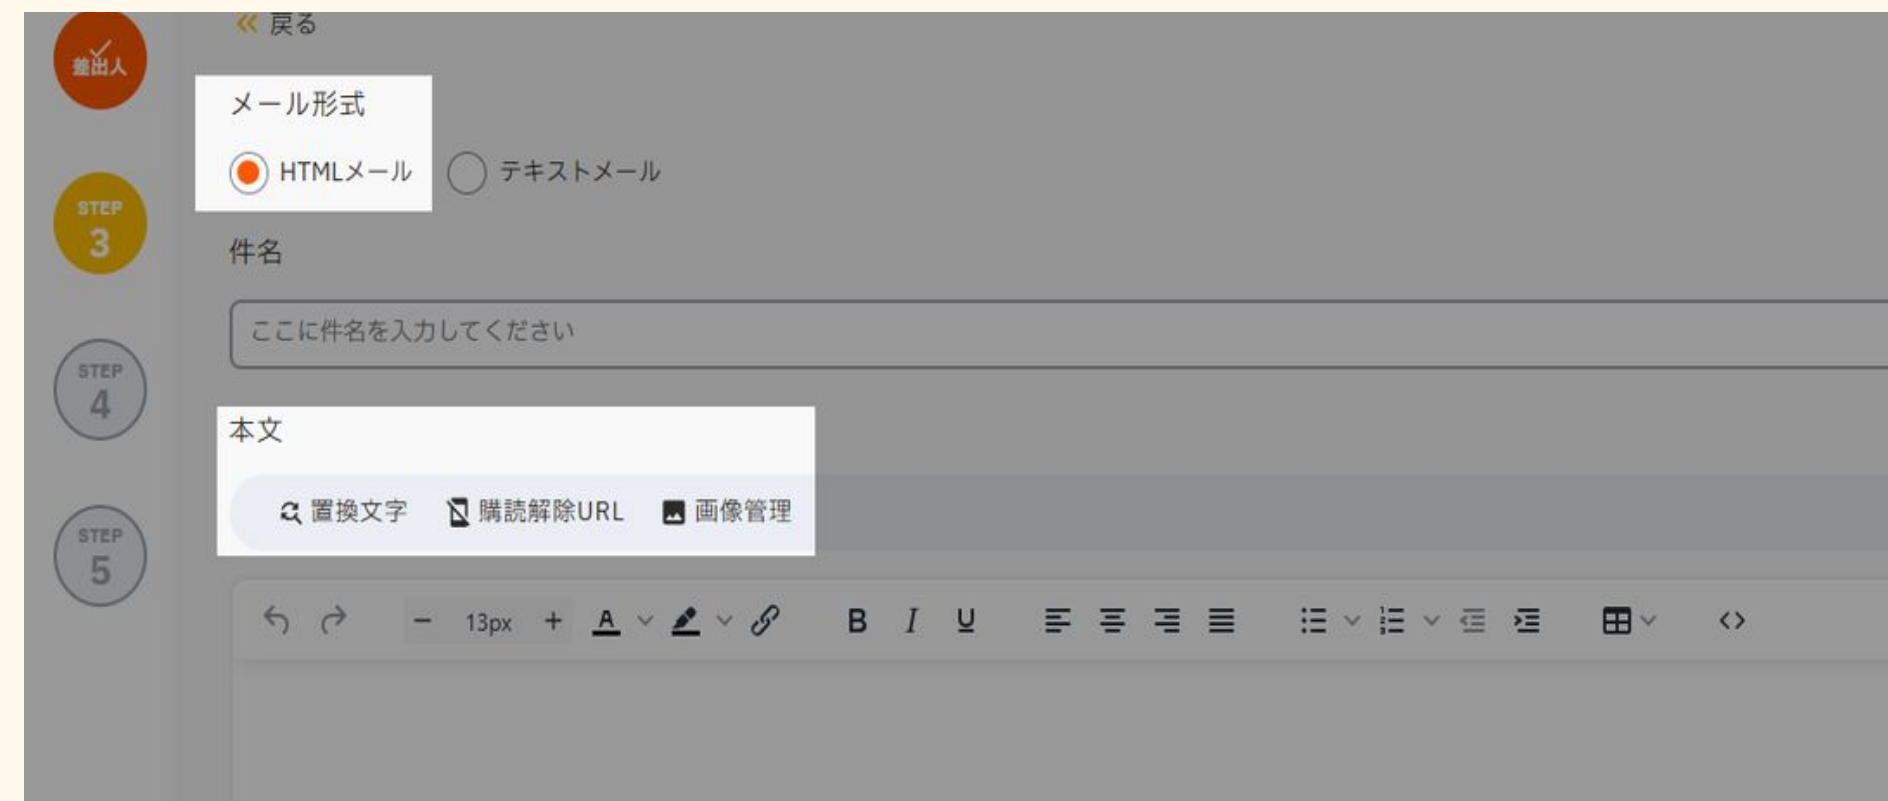 戻る
差出人
メール形式
HTMLメール テキストメール
STEP
3
件名
ここに件名を入力してください
STEP
4
本文
置換文字 購読解除URL 画像管理
STEP
5
− 13px + A B I U <>